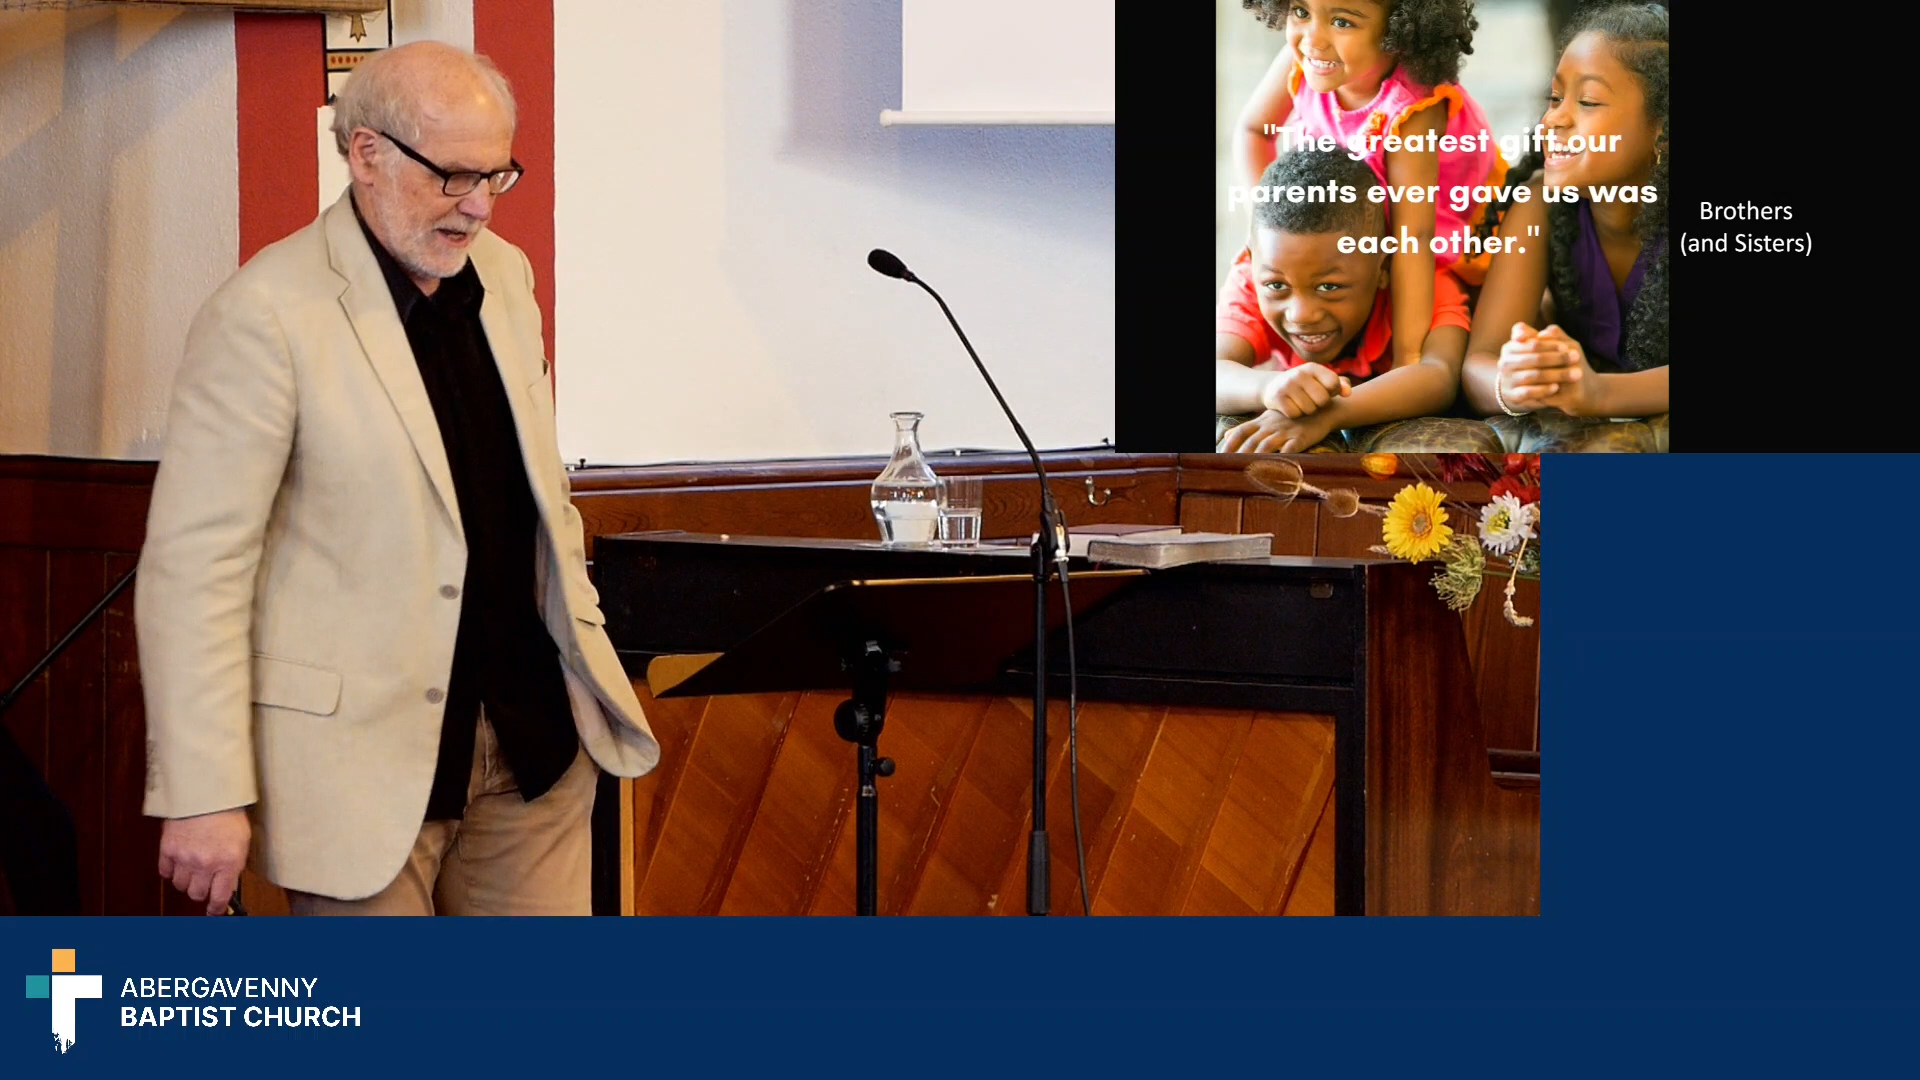 "The greatest gift our
parents ever gave us was
each other."
Brothers
(and Sisters)
ABERGAVENNY
BAPTIST CHURCH